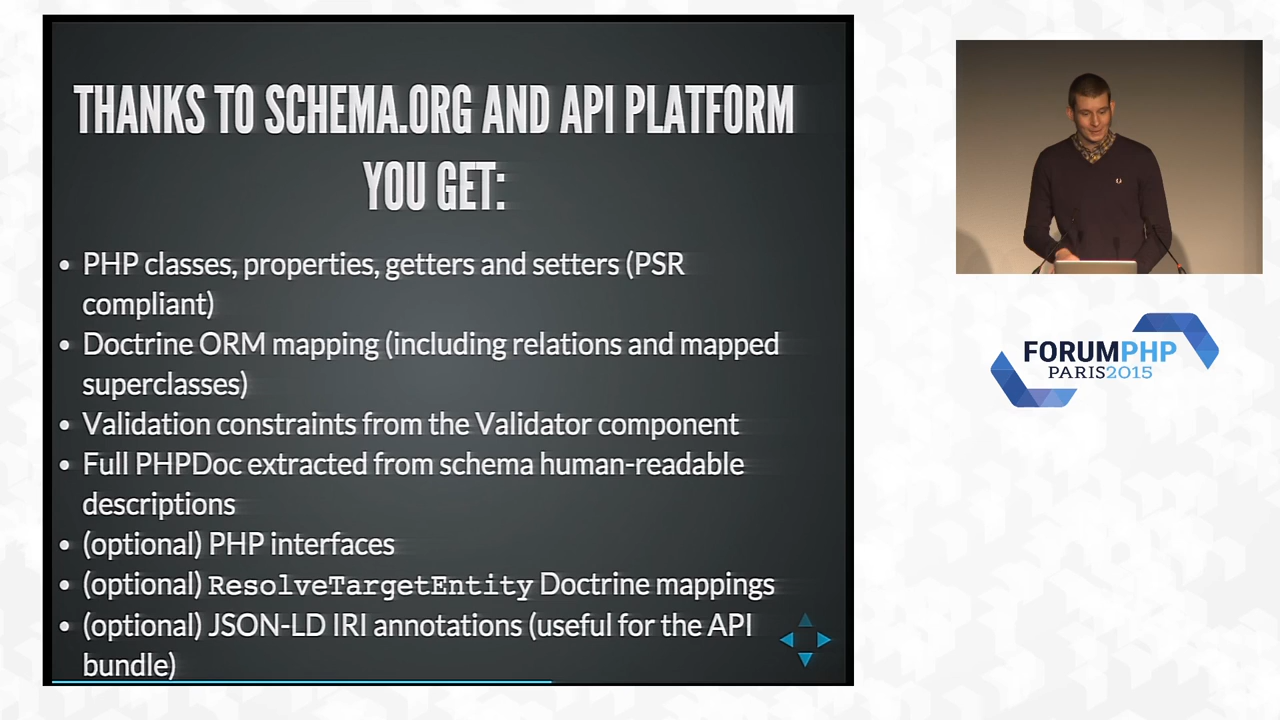 THANKS TO SCHEMA.ORG AND API PLATFORM
YOU GET:
• PHP classes, properties, getters and setters (PSR
compliant)
• Doctrine ORM mapping (including relations and mapped
superclasses)
• Validation constraints from the Validator component
• Full PHPDoc extracted from schema human-readable
descriptions
• (optional) PHP interfaces
• (optional) ResolveTargetEntity Doctrine mappings
• (optional) JSON-LD IRI annotations (useful for the API
bundle)
FORUMPHP
PARIS2015